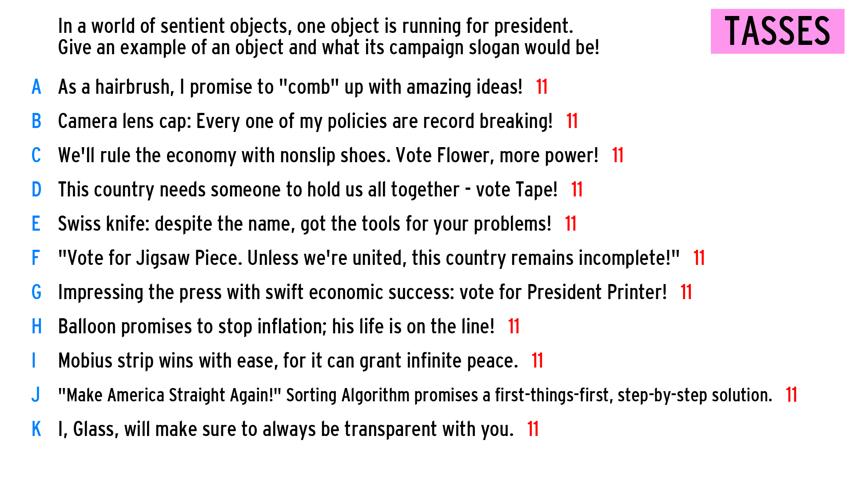 In a world of sentient objects, one object is running for president.
Give an example of an object and what its campaign slogan would be!
TASSES
A As a hairbrush, I promise to "comb" up with amazing ideas! 11
B Camera lens cap: Every one of my policies are record breaking! 11
C We'll rule the economy with nonslip shoes. Vote Flower, more power! 11
D This country needs someone to hold us all together - vote Tape! 11
E Swiss knife: despite the name, got the tools for your problems! 11
F "Vote for Jigsaw Piece. Unless we're united, this country remains incomplete!" 11
G Impressing the press with swift economic success: vote for President Printer! 11
H Balloon promises to stop inflation; his life is on the line! 11
I Mobius strip wins with ease, for it can grant infinite peace. 11
J "Make America Straight Again!" Sorting Algorithm promises a first-things-first, step-by-step solution. 11
K I, Glass, will make sure to always be transparent with you. 11